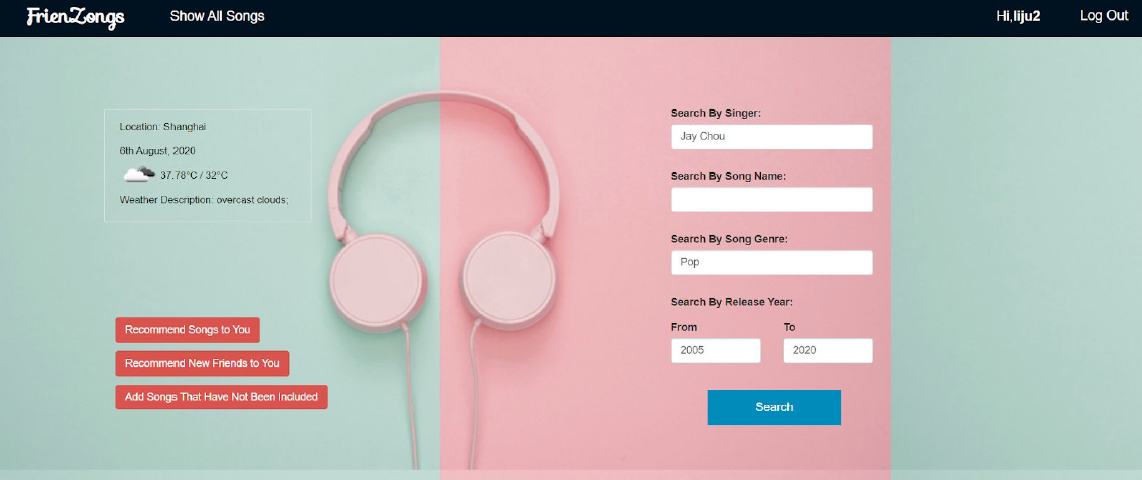 FrienZongs
Show All Songs
Hi,liju2
Log Out
Location: Shanghai
6th August, 2020
37.78°C / 32°C
Weather Description: overcast clouds;
Recommend Songs to You
Recommend New Friends to You
Add Songs That Have Not Been Included
Search By Singer:
Jay Chou
Search By Song Name:
Search By Song Genre:
Pop
Search By Release Year:
From To
2005 2020
Search